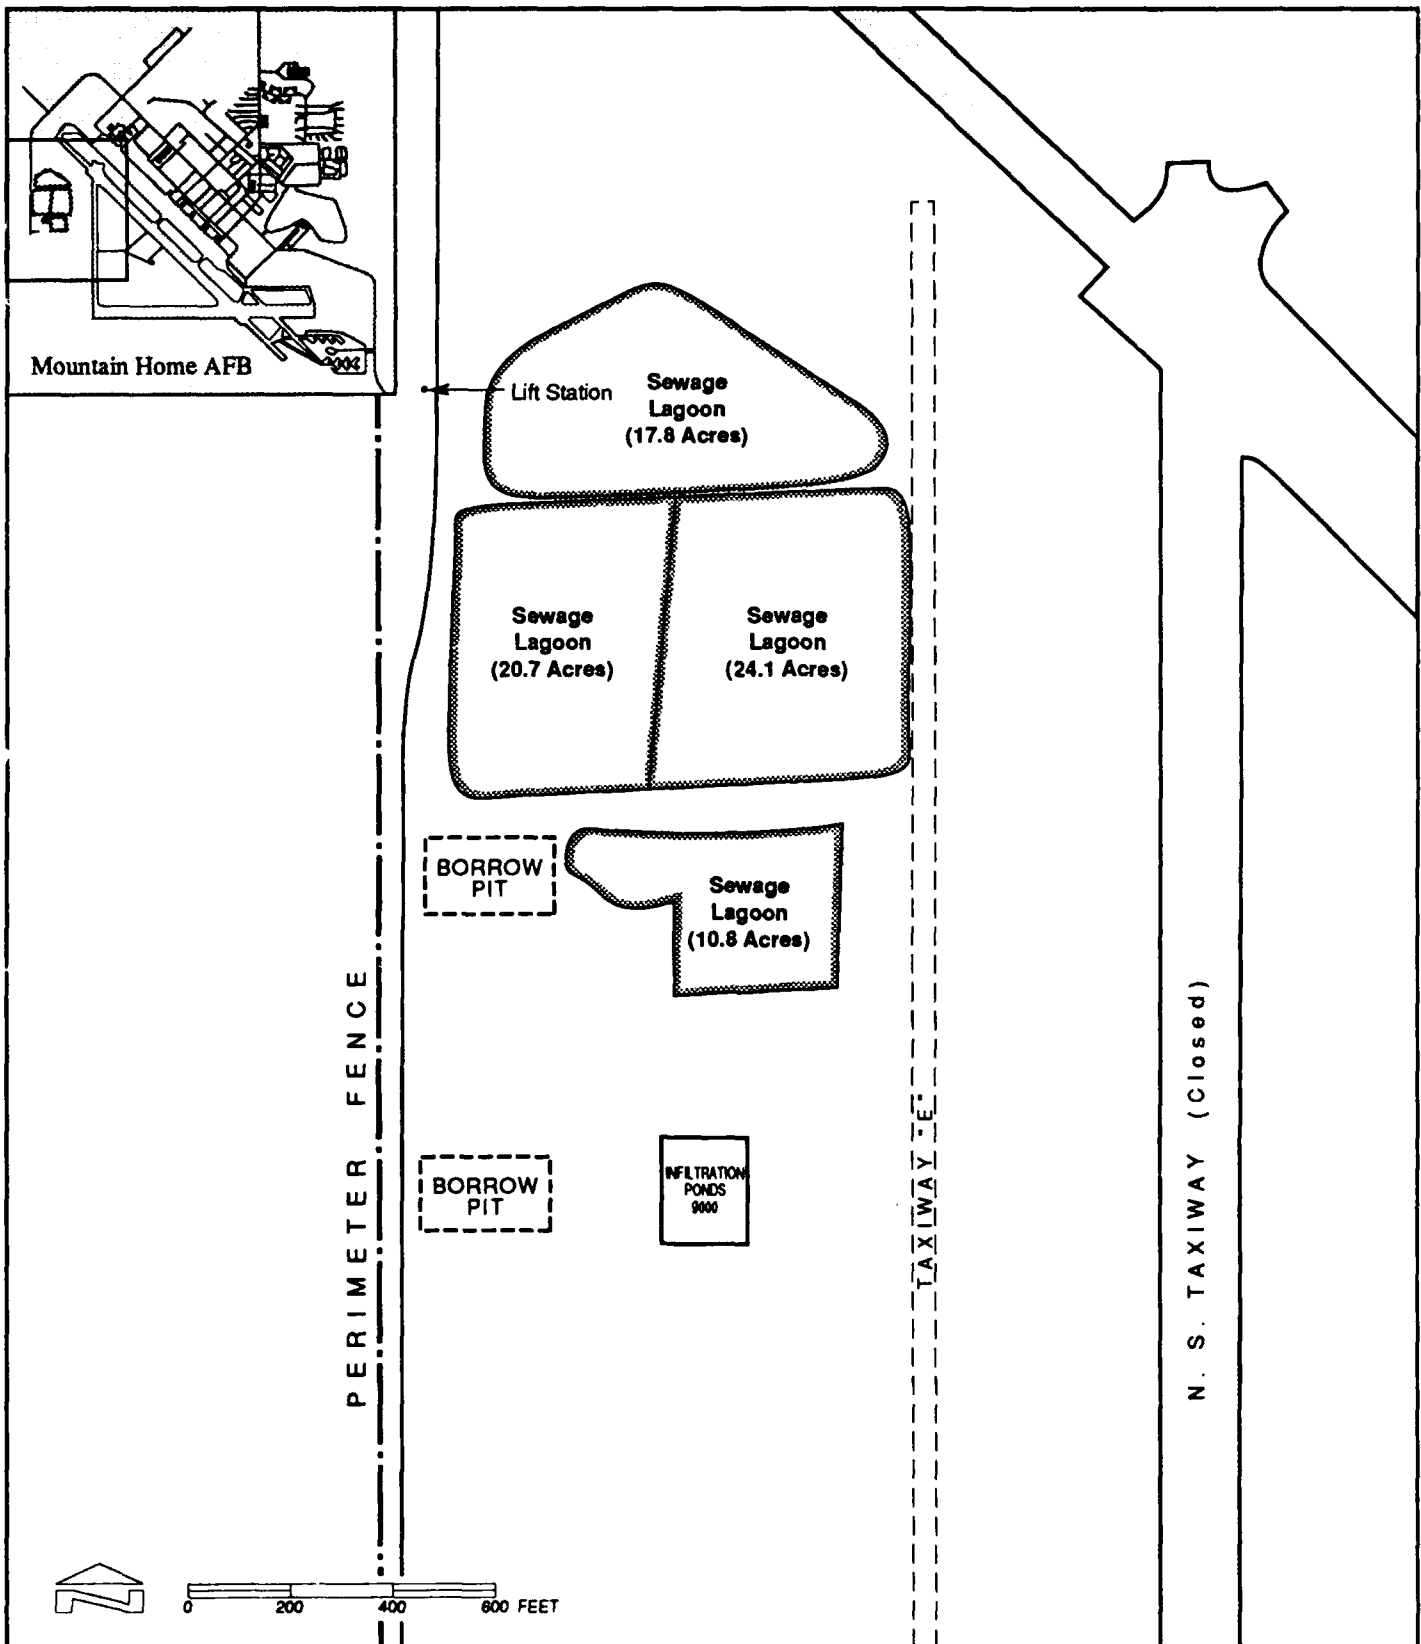 Mountain Home AFB
Lift Station
Sewage
Lagoon
(17.8 Acres)
Sewage
Lagoon
(20.7 Acres)
Sewage
Lagoon
(24.1 Acres)
BORROW
PIT
Sewage
Lagoon
(10.8 Acres)
PERIMETER FENCE
BORROW
PIT
INFILTRATION
PONDS
9000
TAXIWAY "E"
N. S. TAXIWAY (Closed)
N
0 200 400 600 FEET